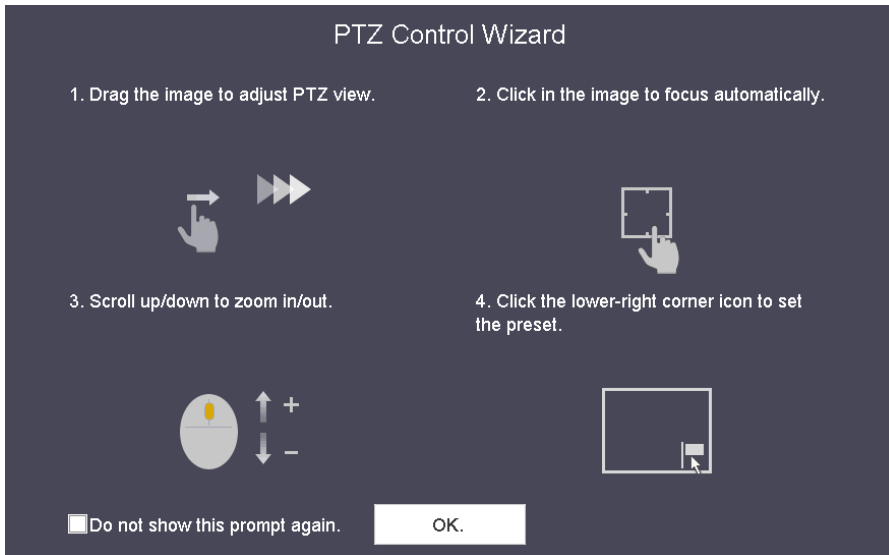 PTZ Control Wizard
1. Drag the image to adjust PTZ view.
2. Click in the image to focus automatically.
3. Scroll up/down to zoom in/out.
4. Click the lower-right corner icon to set
the preset.
+
−
Do not show this prompt again.
OK.